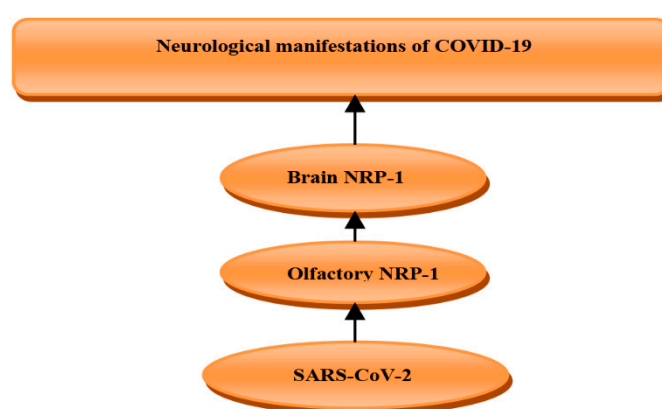 Neurological manifestations of COVID-19
Brain NRP-1
Olfactory NRP-1
SARS-CoV-2